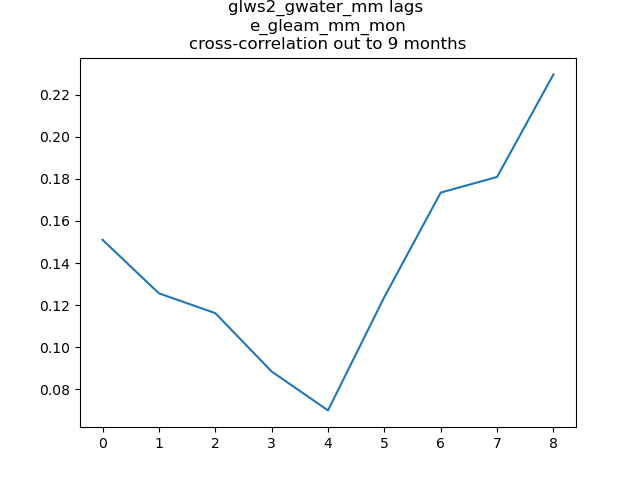 glws2_gwater_mm lags
e_gleam_mm_mon
cross-correlation out to 9 months
0.22
0.20
0.18
0.16
0.14
0.12
0.10
0.08
0 1 2 3 4 5 6 7 8